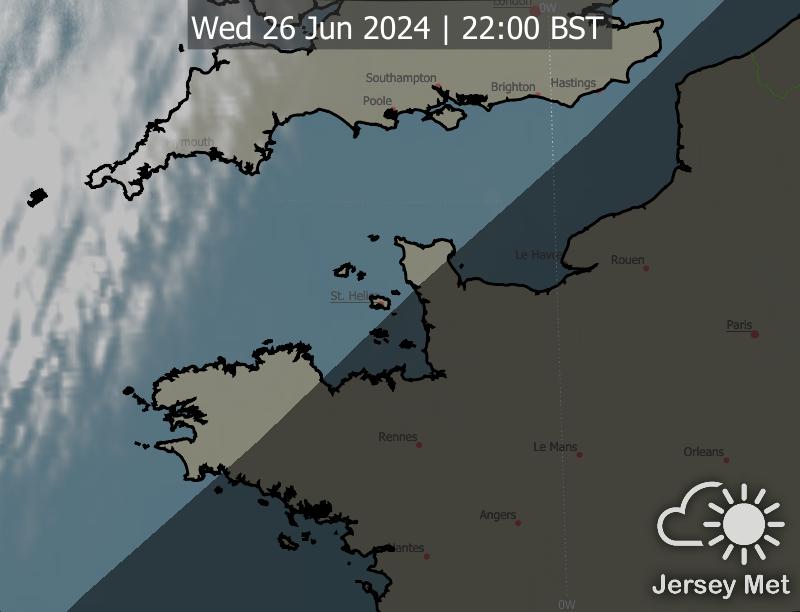 London
0W
Wed 26 Jun 2024 | 22:00 BST
Southampton
Brighton
Hastings
Poole
mouth
Le Havre
Rouen
St. Helier
Paris
Rennes
Le Mans
Orleans
Angers
Nantes
Jersey Met
0W